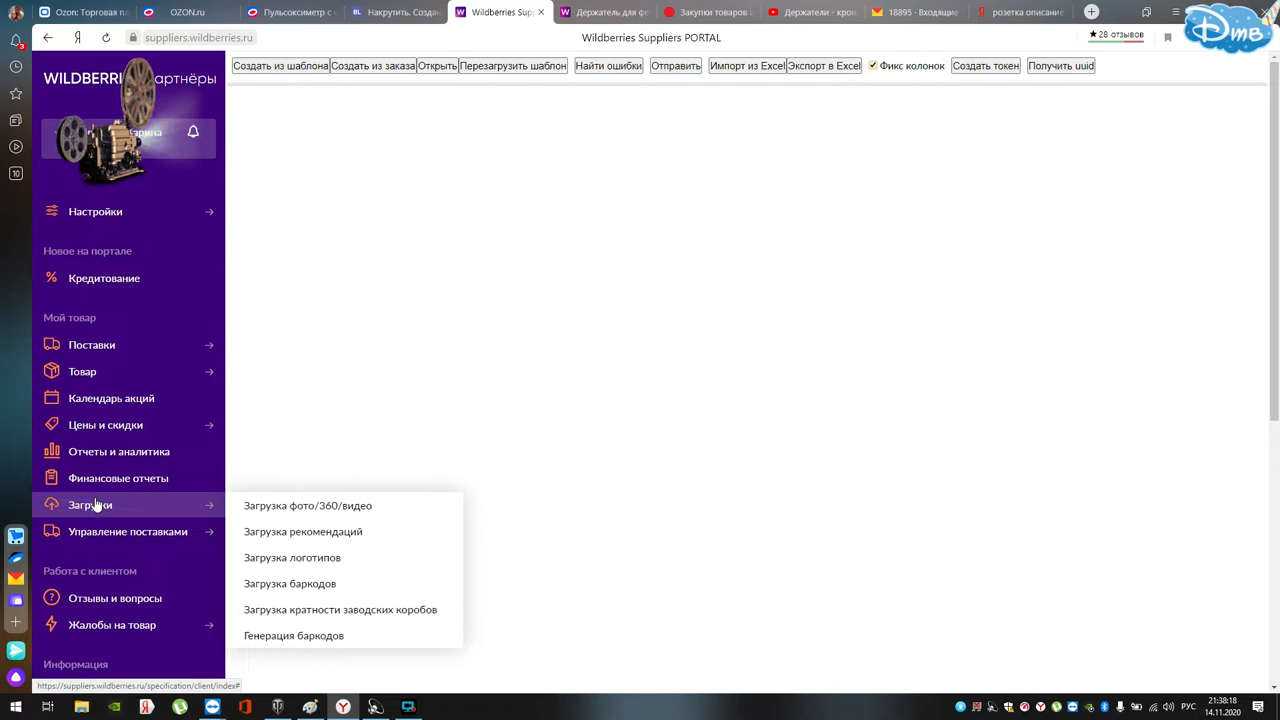 Ozon: Торгов
OZON.ru
Пульсоксиметр с
Накрутить. Создан
Wildberries Sup
Держатель для ф
Закупки товаров
Держатели - крон
18895 - Входящие
розетка описание
suppliers.wildberries.ru
Wildberries Suppliers PORTAL
28 отзывов
Dmв
WILDBERRI артнёры
Создать из шаблона
Создать из заказа
Открыть
Перезагрузить шаблон
Найти ошибки
Отправить
Импорт из Excel
Экспорт в Excel
Фикс колонок
Создать токен
Получить uuid
арина
10
Настройки
Новое на портале
Кредитование
Мой товар
Поставки
Товар
Календарь акций
Цены и скидки
Отчеты и аналитика
Финансовые отчеты
Загрузки
Управление поставками
Загрузка фото/360/видео
Загрузка рекомендаций
Загрузка логотипов
Загрузка баркодов
Загрузка кратности заводских коробов
Генерация баркодов
Работа с клиентом
Отзывы и вопросы
Жалобы на товар
Информация
https://suppliers.wildberries.ru/specification/client/index#
РУС
21:38:18
14.11.2020